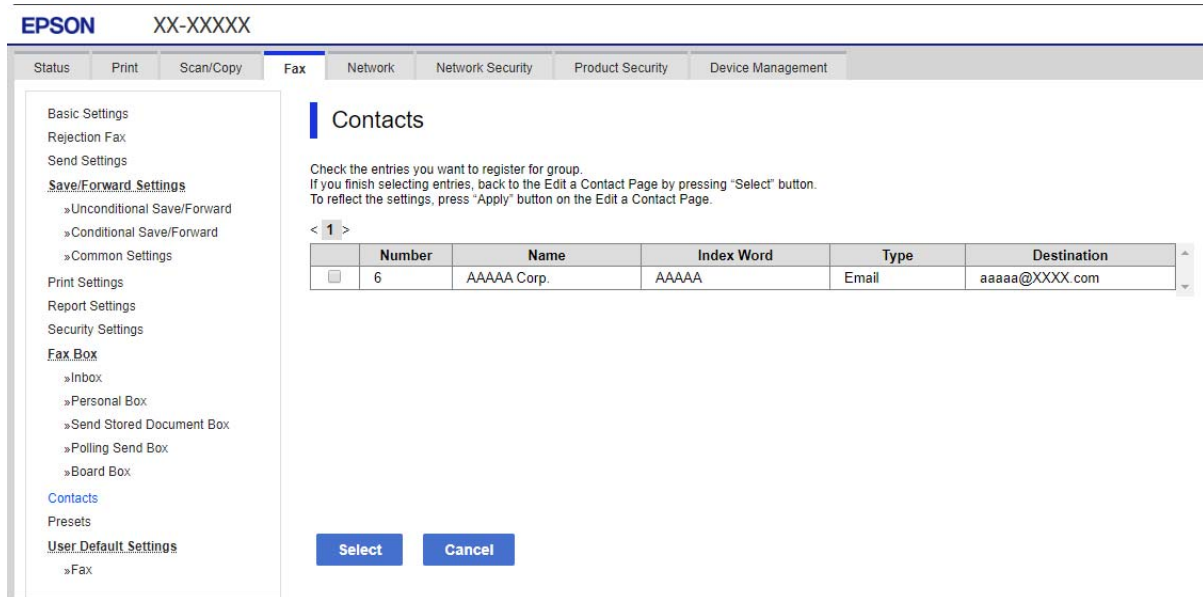 EPSON XX-XXXXX
Status Print Scan/Copy Fax Network Network Security Product Security Device Management
Basic Settings
Rejection Fax
Send Settings
Save/Forward Settings
»Unconditional Save/Forward
»Conditional Save/Forward
»Common Settings
Print Settings
Report Settings
Security Settings
Fax Box
»Inbox
»Personal Box
»Send Stored Document Box
»Polling Send Box
»Board Box
Contacts
Presets
User Default Settings
»Fax
Contacts
Check the entries you want to register for group.
If you finish selecting entries, back to the Edit a Contact Page by pressing “Select” button.
To reflect the settings, press “Apply” button on the Edit a Contact Page.
< 1 >
Number Name Index Word Type Destination
6 AAAAA Corp. AAAAA Email aaaaa@XXXX.com
Select Cancel